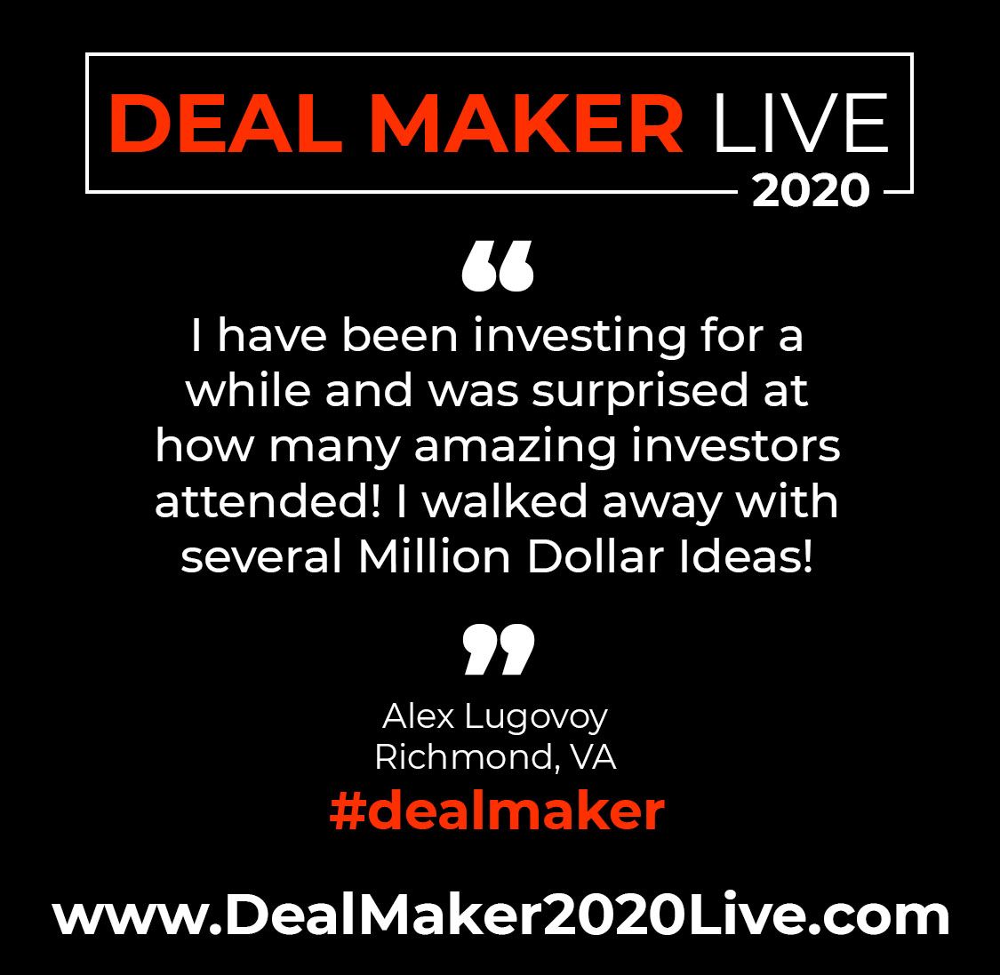 DEAL MAKER LIVE
2020
“
I have been investing for a
while and was surprised at
how many amazing investors
attended! I walked away with
several Million Dollar Ideas!
”
Alex Lugovoy
Richmond, VA
#dealmaker
www.DealMaker2020Live.com